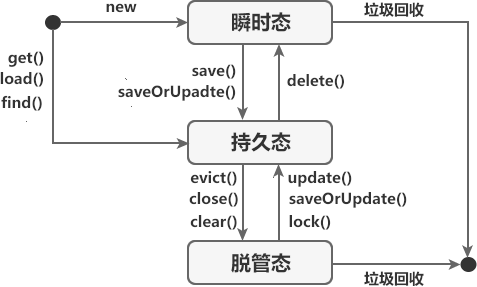 new
瞬时态
垃圾回收
get()
load()
find()
save()
saveOrUpadte()
delete()
持久态
evict()
close()
clear()
update()
saveOrUpdate()
lock()
脱管态
垃圾回收